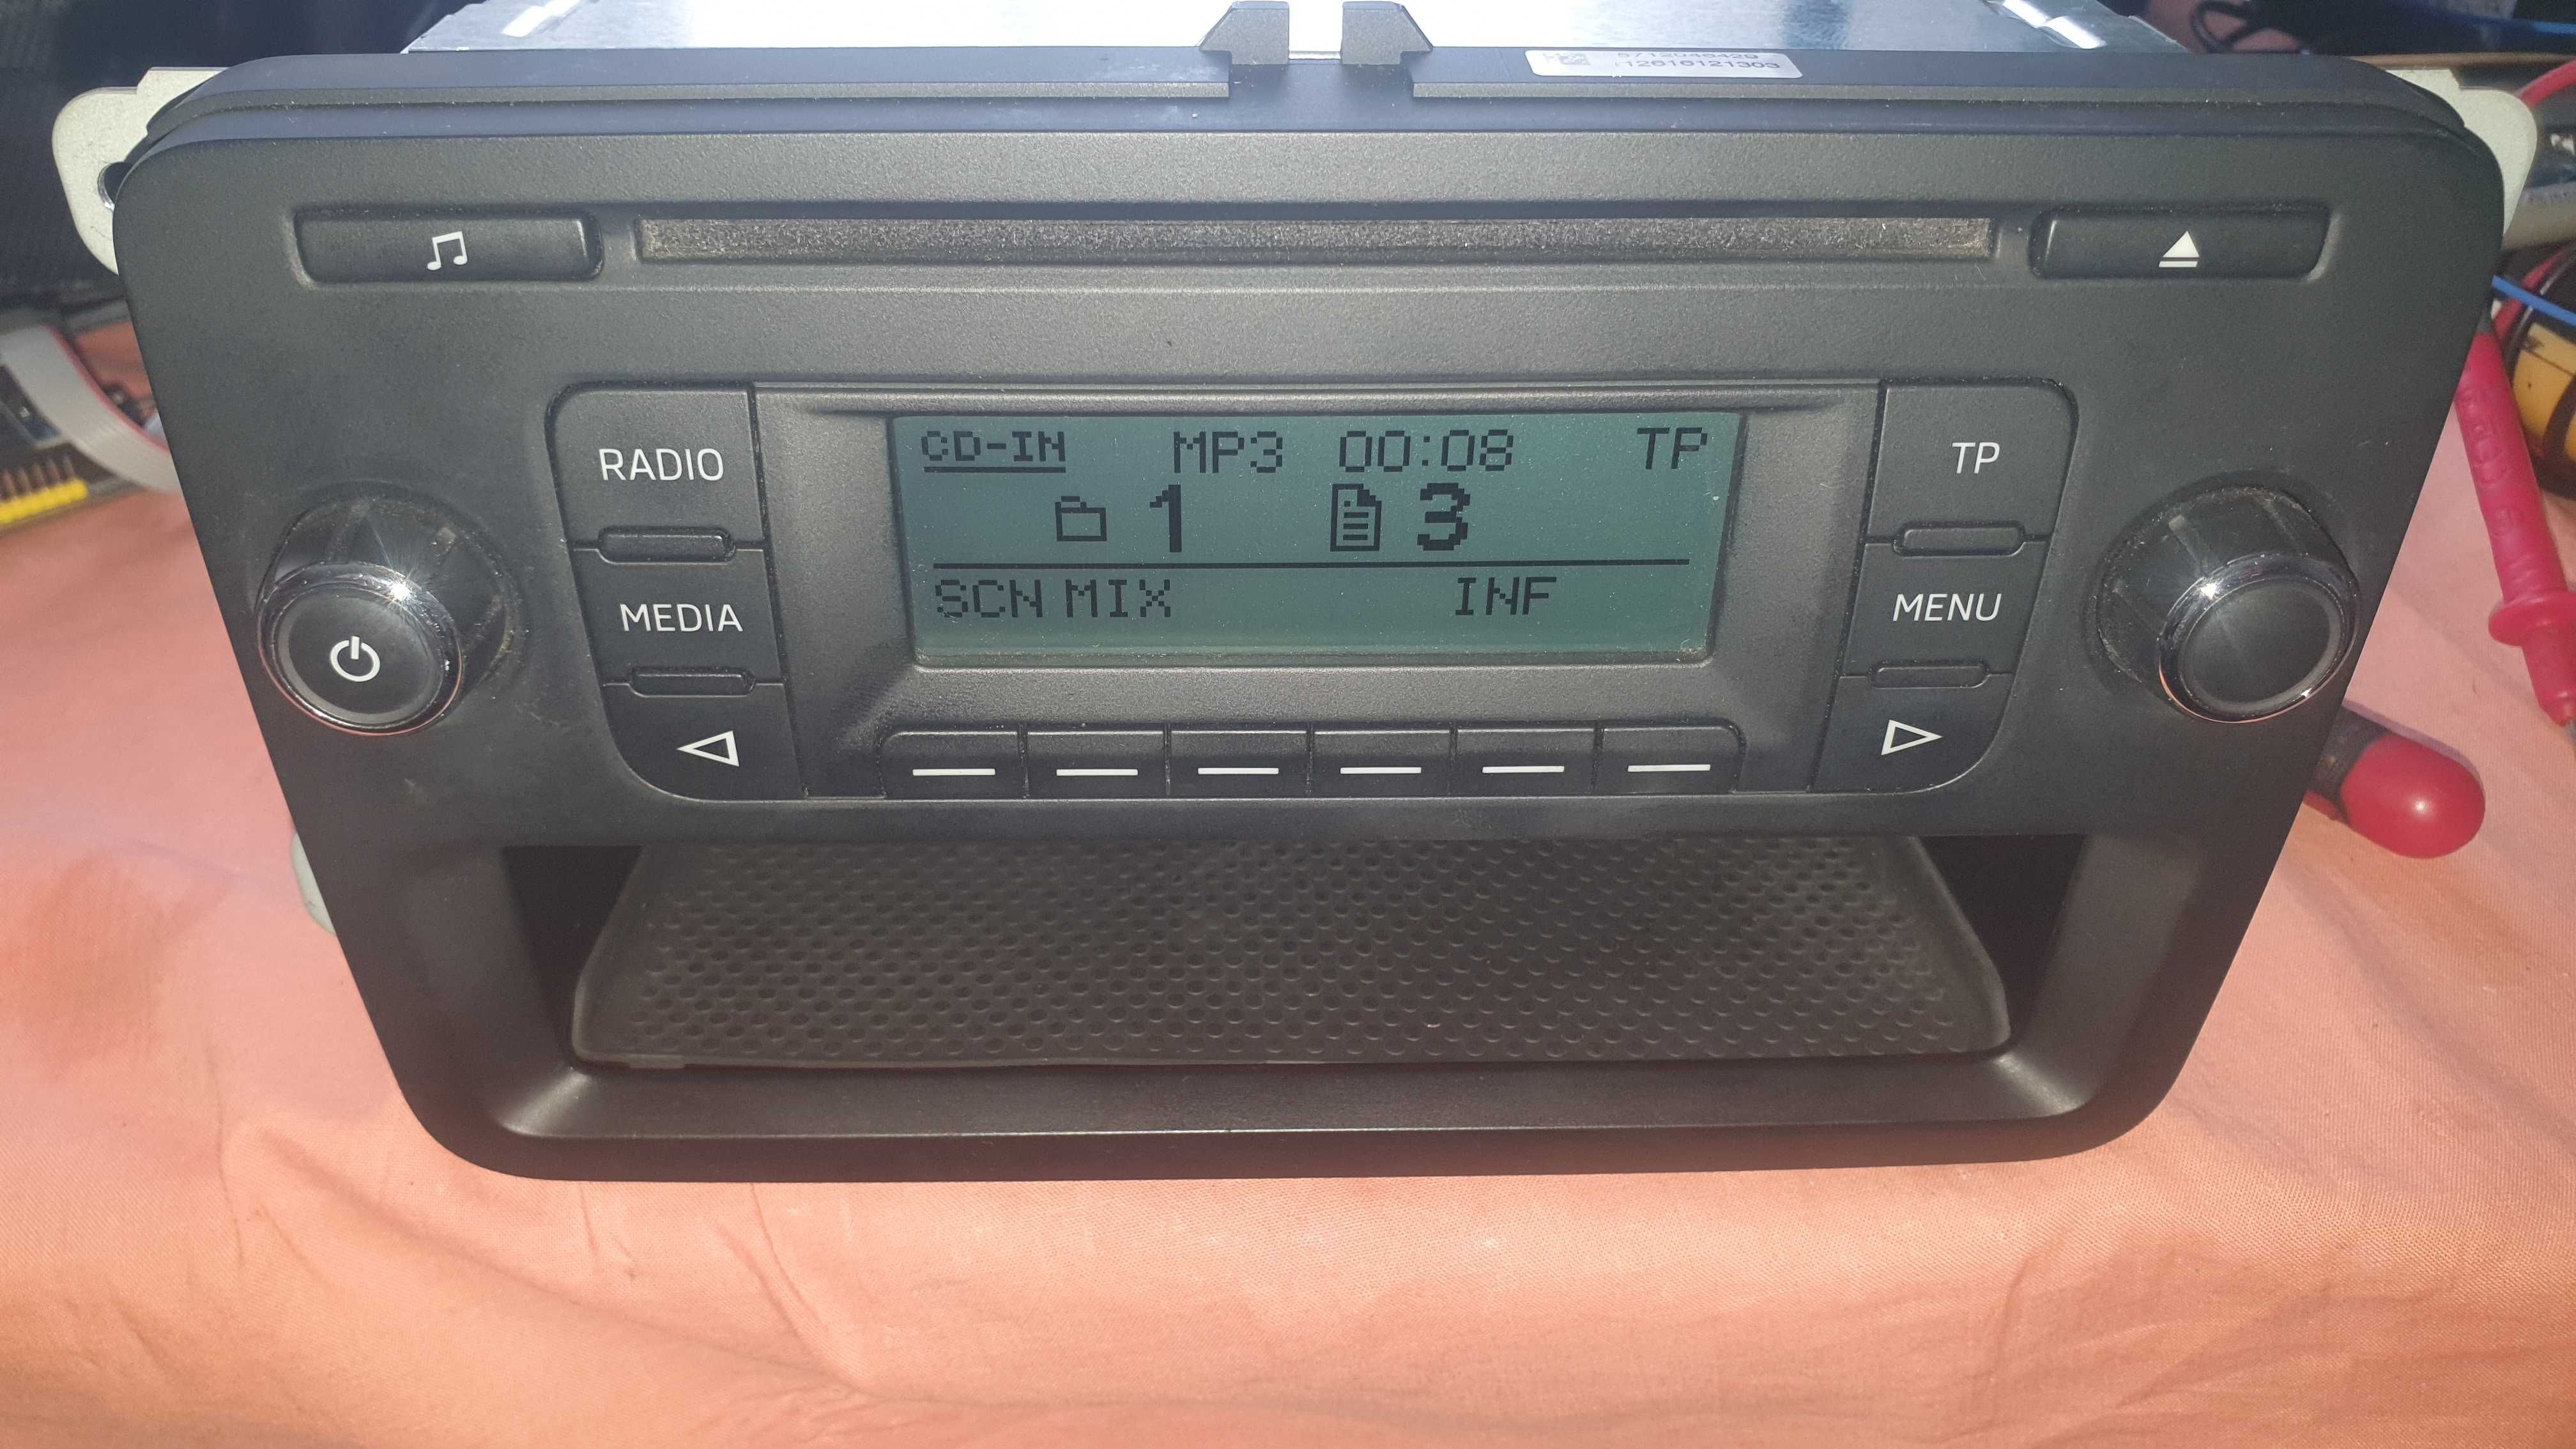 RADIO
MEDIA
CD-IN MP3 00:08 TP
1 3
SCN MIX INF
TP
MENU